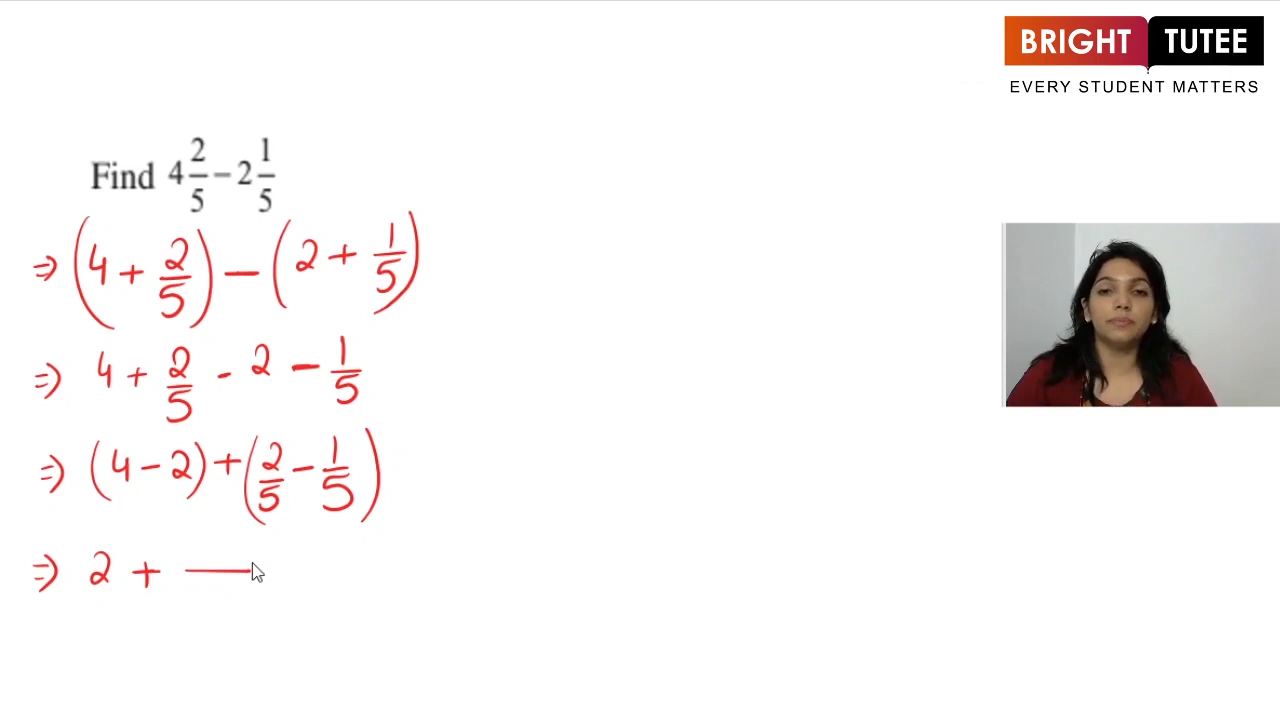 BRIGHT TUTEE
EVERY STUDENT MATTERS
Find 4 2/5 − 2 1/5
⇒ (4 + 2/5) − (2 + 1/5)
⇒ 4 + 2/5 - 2 − 1/5
⇒ (4 − 2) + (2/5 − 1/5)
⇒ 2 + —